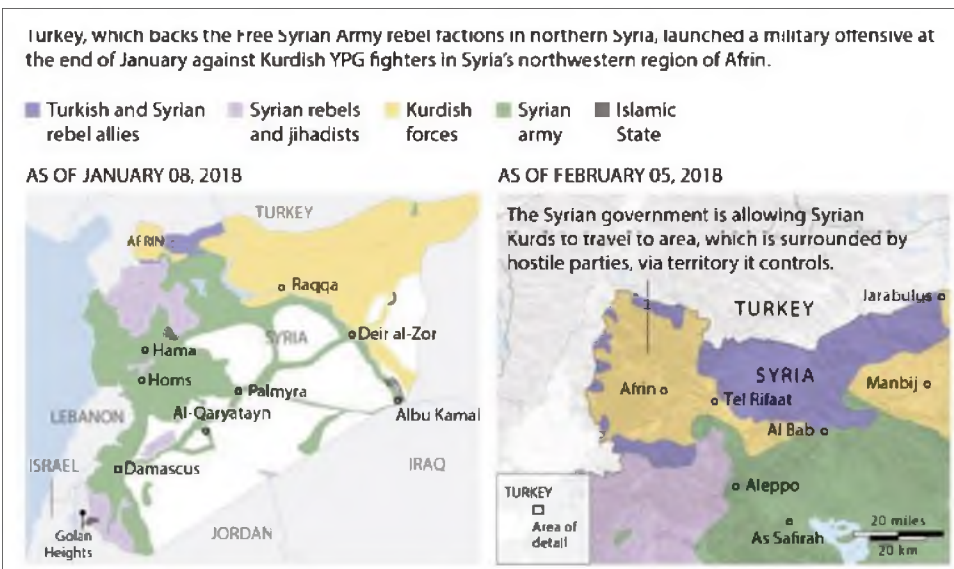 Turkey, which backs the Free Syrian Army rebel factions in northern Syria, launched a military offensive at
the end of January against Kurdish YPG fighters in Syria's northwestern region of Afrin.
Turkish and Syrian
rebel allies
Syrian rebels
and jihadists
Kurdish
forces
Syrian
army
Islamic
State
AS OF JANUARY 08, 2018
TURKEY
AFRIN
Raqqa
SYRIA
Deir al-Zor
Hama
Homs
Palmyra
LEBANON
Al-Qaryatayn
Albu Kamal
ISRAEL
Damascus
IRAQ
Golan
Heights
JORDAN
AS OF FEBRUARY 05, 2018
The Syrian government is allowing Syrian
Kurds to travel to area, which is surrounded by
hostile parties, via territory it controls.
Jarabulus
TURKEY
SYRIA
Afrin
Manbij
Tel Rifaat
Al Bab
Aleppo
TURKEY
Area of
detail
As Safirah
20 miles
20 km